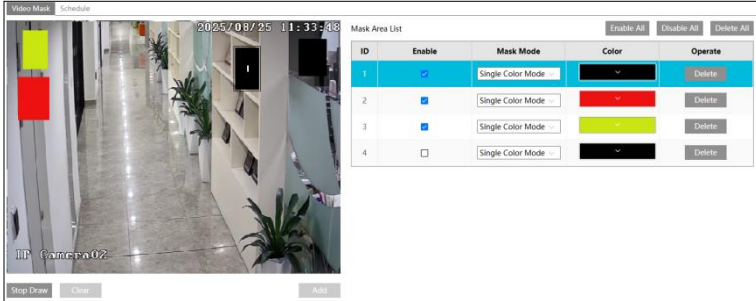 Video Mask Schedule
2025/08/25 11:33:48
1
IP Camera02
Stop Draw Clear Add
Mask Area List Enable All Disable All Delete All
ID Enable Mask Mode Color Operate
1 Single Color Mode Delete
2 Single Color Mode Delete
3 Single Color Mode Delete
4 Single Color Mode Delete